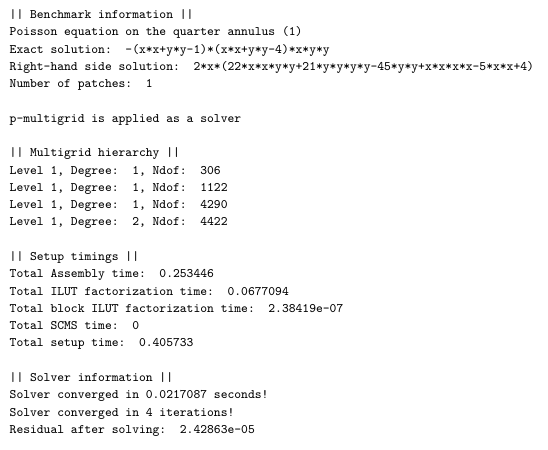 || Benchmark information ||
Poisson equation on the quarter annulus (1)
Exact solution:  -(x*x+y*y-1)*(x*x+y*y-4)*x*y*y
Right-hand side solution:  2*x*(22*x*x*y*y+21*y*y*y*y-45*y*y+x*x*x*x-5*x*x+4)
Number of patches:  1
p-multigrid is applied as a solver
|| Multigrid hierarchy ||
Level 1, Degree:  1, Ndof:  306
Level 1, Degree:  1, Ndof:  1122
Level 1, Degree:  1, Ndof:  4290
Level 1, Degree:  2, Ndof:  4422
|| Setup timings ||
Total Assembly time:  0.253446
Total ILUT factorization time:  0.0677094
Total block ILUT factorization time:  2.38419e-07
Total SCMS time:  0
Total setup time:  0.405733
|| Solver information ||
Solver converged in 0.0217087 seconds!
Solver converged in 4 iterations!
Residual after solving:  2.42863e-05